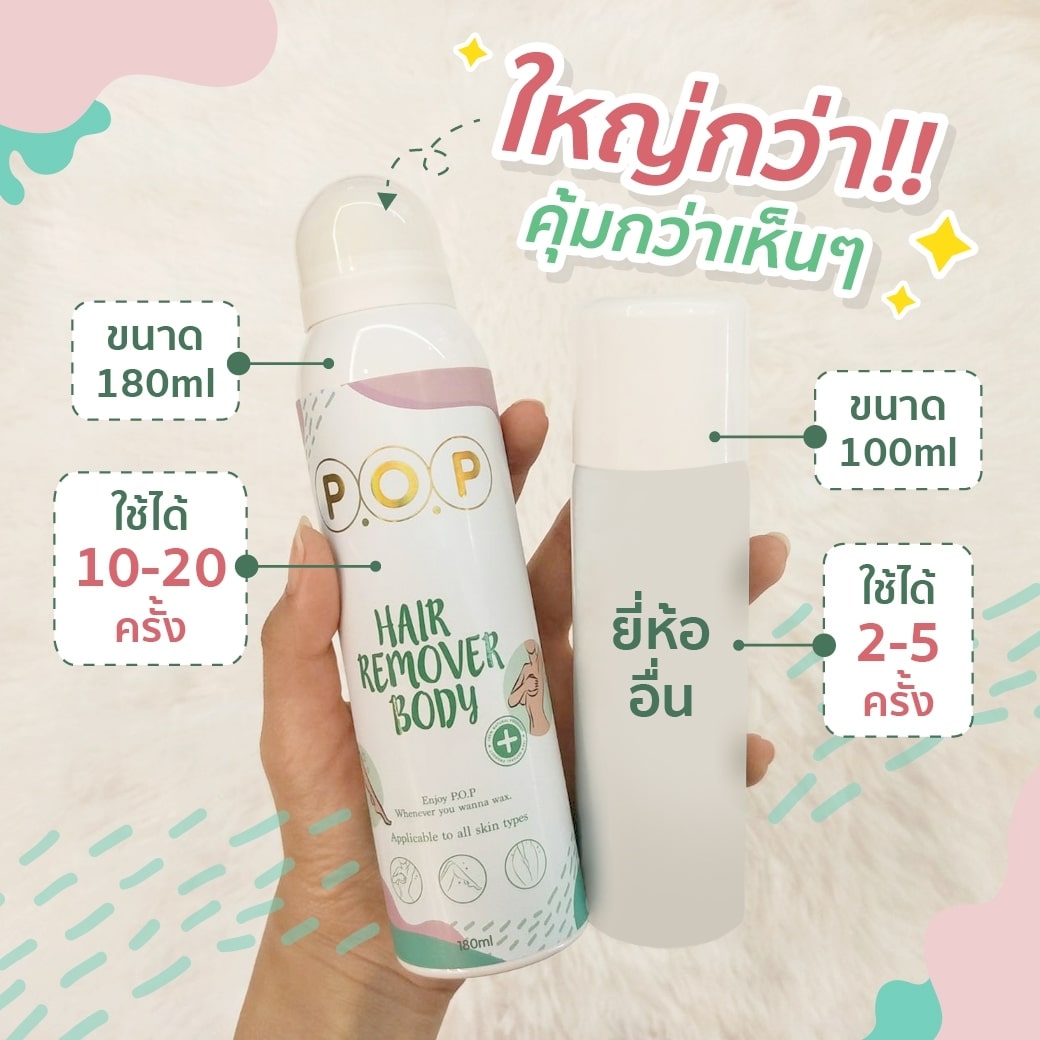 ใหญ่กว่า!!
คุ้มกว่าเห็นๆ
ขนาด
180ml
ใช้ได้
10-20
ครั้ง
P.O.P
HAIR
REMOVER
BODY
Enjoy P.O.P
Whenever you wanna wax.
Applicable to all skin types
180ml
ขนาด
100ml
ยี่ห้อ
อื่น
ใช้ได้
2-5
ครั้ง